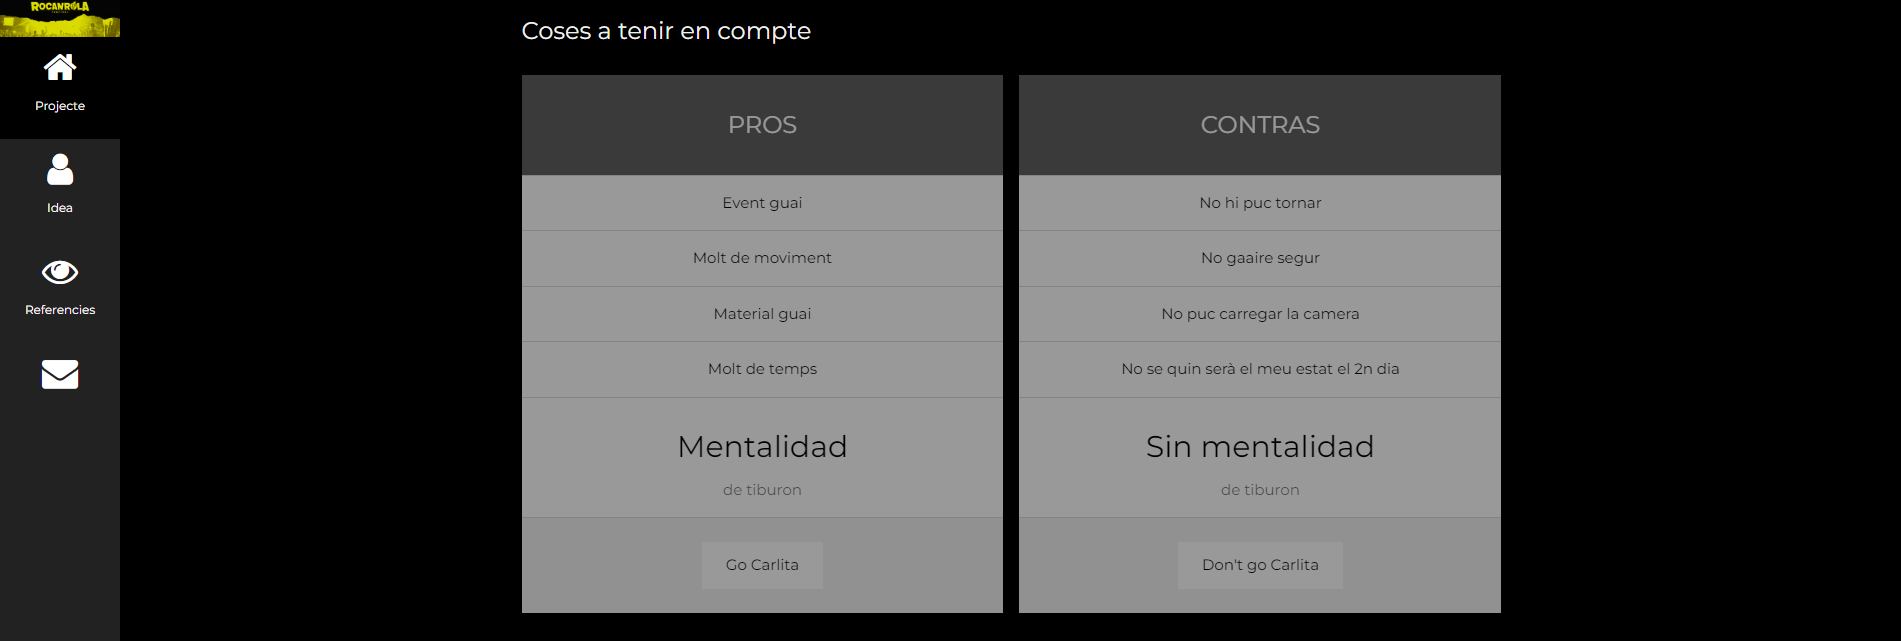 ROCANROLA
Projecte
Idea
Referencies
Coses a tenir en compte
PROS
Event guai
Molt de moviment
Material guai
Molt de temps
Mentalidad
de tiburon
Go Carlita
CONTRAS
No hi puc tornar
No gaaire segur
No puc carregar la camera
No se quin serà el meu estat el 2n dia
Sin mentalidad
de tiburon
Don't go Carlita